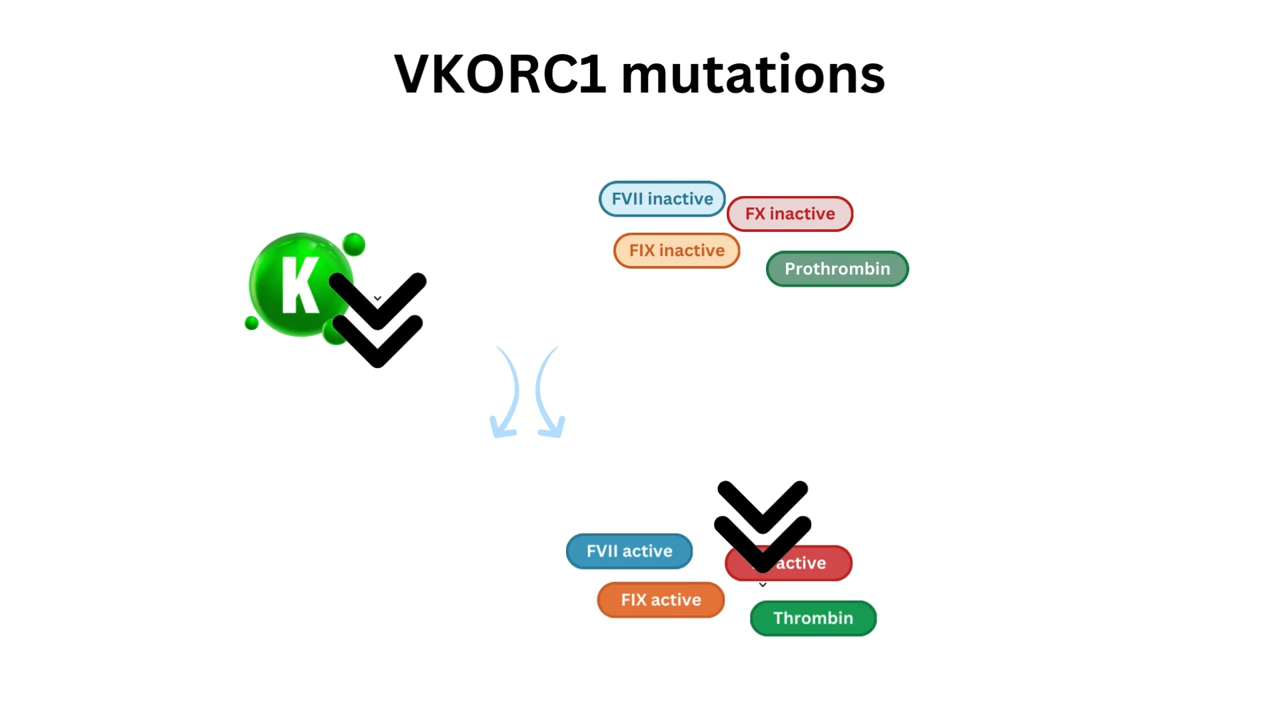 VKORC1 mutations
FVII inactive
FX inactive
FIX inactive
Prothrombin
K
FVII active
active
FIX active
Thrombin